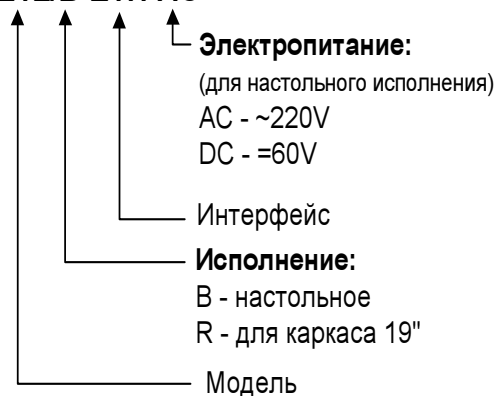 Электропитание:
(для настольного исполнения)
AC - ~220V
DC - =60V
Интерфейс
Исполнение:
B - настольное
R - для каркаса 19"
Модель